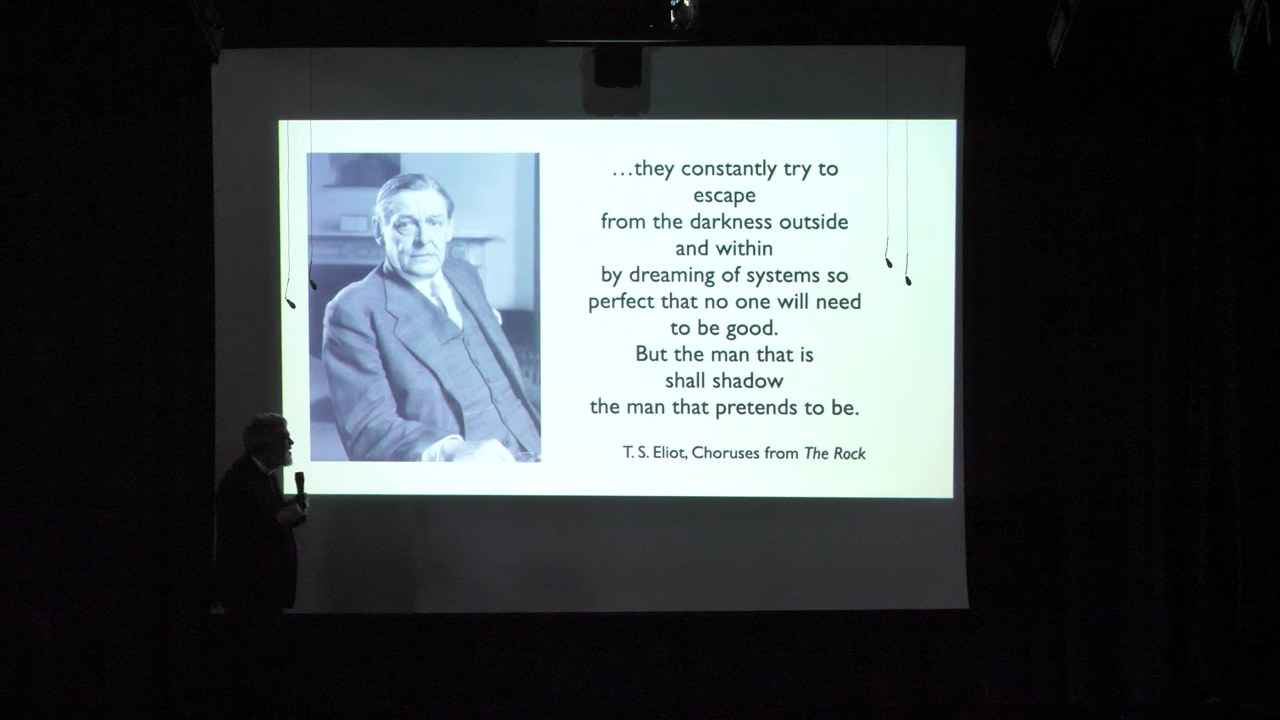 …they constantly try to
escape
from the darkness outside
and within
by dreaming of systems so
perfect that no one will need
to be good.
But the man that is
shall shadow
the man that pretends to be.
T. S. Eliot, Choruses from The Rock